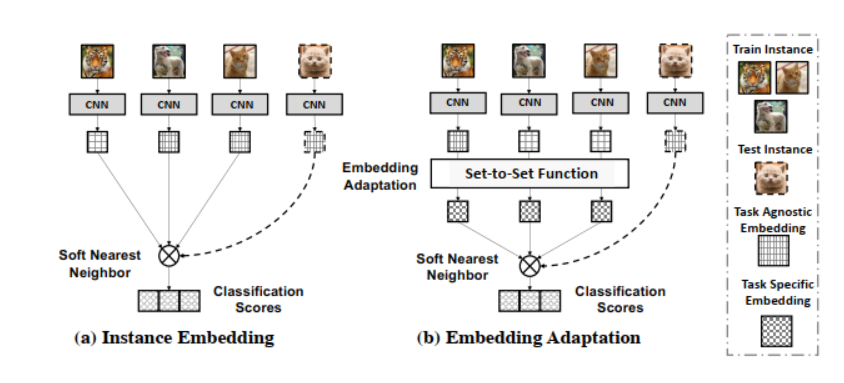 CNN
CNN
CNN
CNN
Soft Nearest
Neighbor
Classification
Scores
(a) Instance Embedding
CNN
CNN
CNN
CNN
Embedding
Adaptation
Set-to-Set Function
Soft Nearest
Neighbor
Classification
Scores
(b) Embedding Adaptation
Train Instance
Test Instance
Task Agnostic
Embedding
Task Specific
Embedding